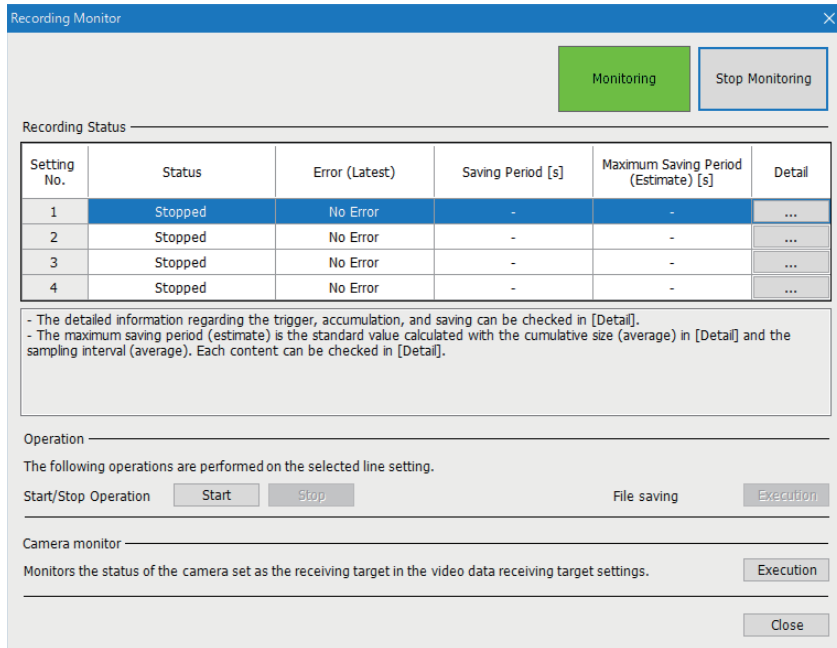 Recording Monitor
Monitoring
Stop Monitoring
Recording Status
Setting No. Status Error (Latest) Saving Period [s] Maximum Saving Period (Estimate) [s] Detail
1 Stopped No Error - - ...
2 Stopped No Error - - ...
3 Stopped No Error - - ...
4 Stopped No Error - - ...
- The detailed information regarding the trigger, accumulation, and saving can be checked in [Detail].
- The maximum saving period (estimate) is the standard value calculated with the cumulative size (average) in [Detail] and the
sampling interval (average). Each content can be checked in [Detail].
Operation
The following operations are performed on the selected line setting.
Start/Stop Operation Start Stop File saving Execution
Camera monitor
Monitors the status of the camera set as the receiving target in the video data receiving target settings. Execution
Close